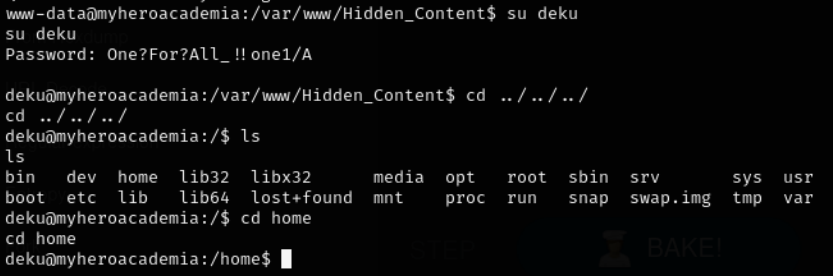 www-data@myheroacademia:/var/www/Hidden_Content$ su deku
su deku
Password: One?For?All_!!one1/A
deku@myheroacademia:/var/www/Hidden_Content$ cd ../../../
cd ../../../
deku@myheroacademia:/$ ls
ls
bin dev home lib32 libx32 media opt root sbin srv sys usr
boot etc lib lib64 lost+found mnt proc run snap swap.img tmp var
deku@myheroacademia:/$ cd home
cd home
deku@myheroacademia:/home$
STEP BAKE!